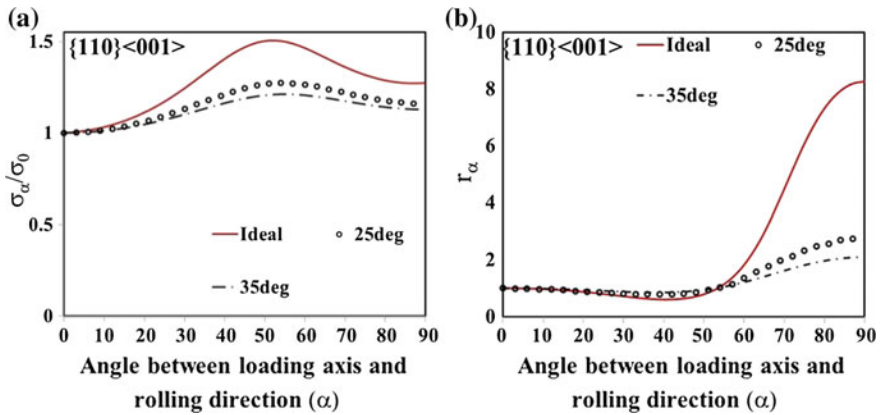 (a)
{110}<001>
1.5
1
0.5
0
σα/σ0
Ideal
25deg
35deg
0 10 20 30 40 50 60 70 80 90
Angle between loading axis and
rolling direction (α)
(b)
{110}<001>
Ideal
25deg
35deg
10
8
6
4
2
0
rα
0 10 20 30 40 50 60 70 80 90
Angle between loading axis and
rolling direction (α)